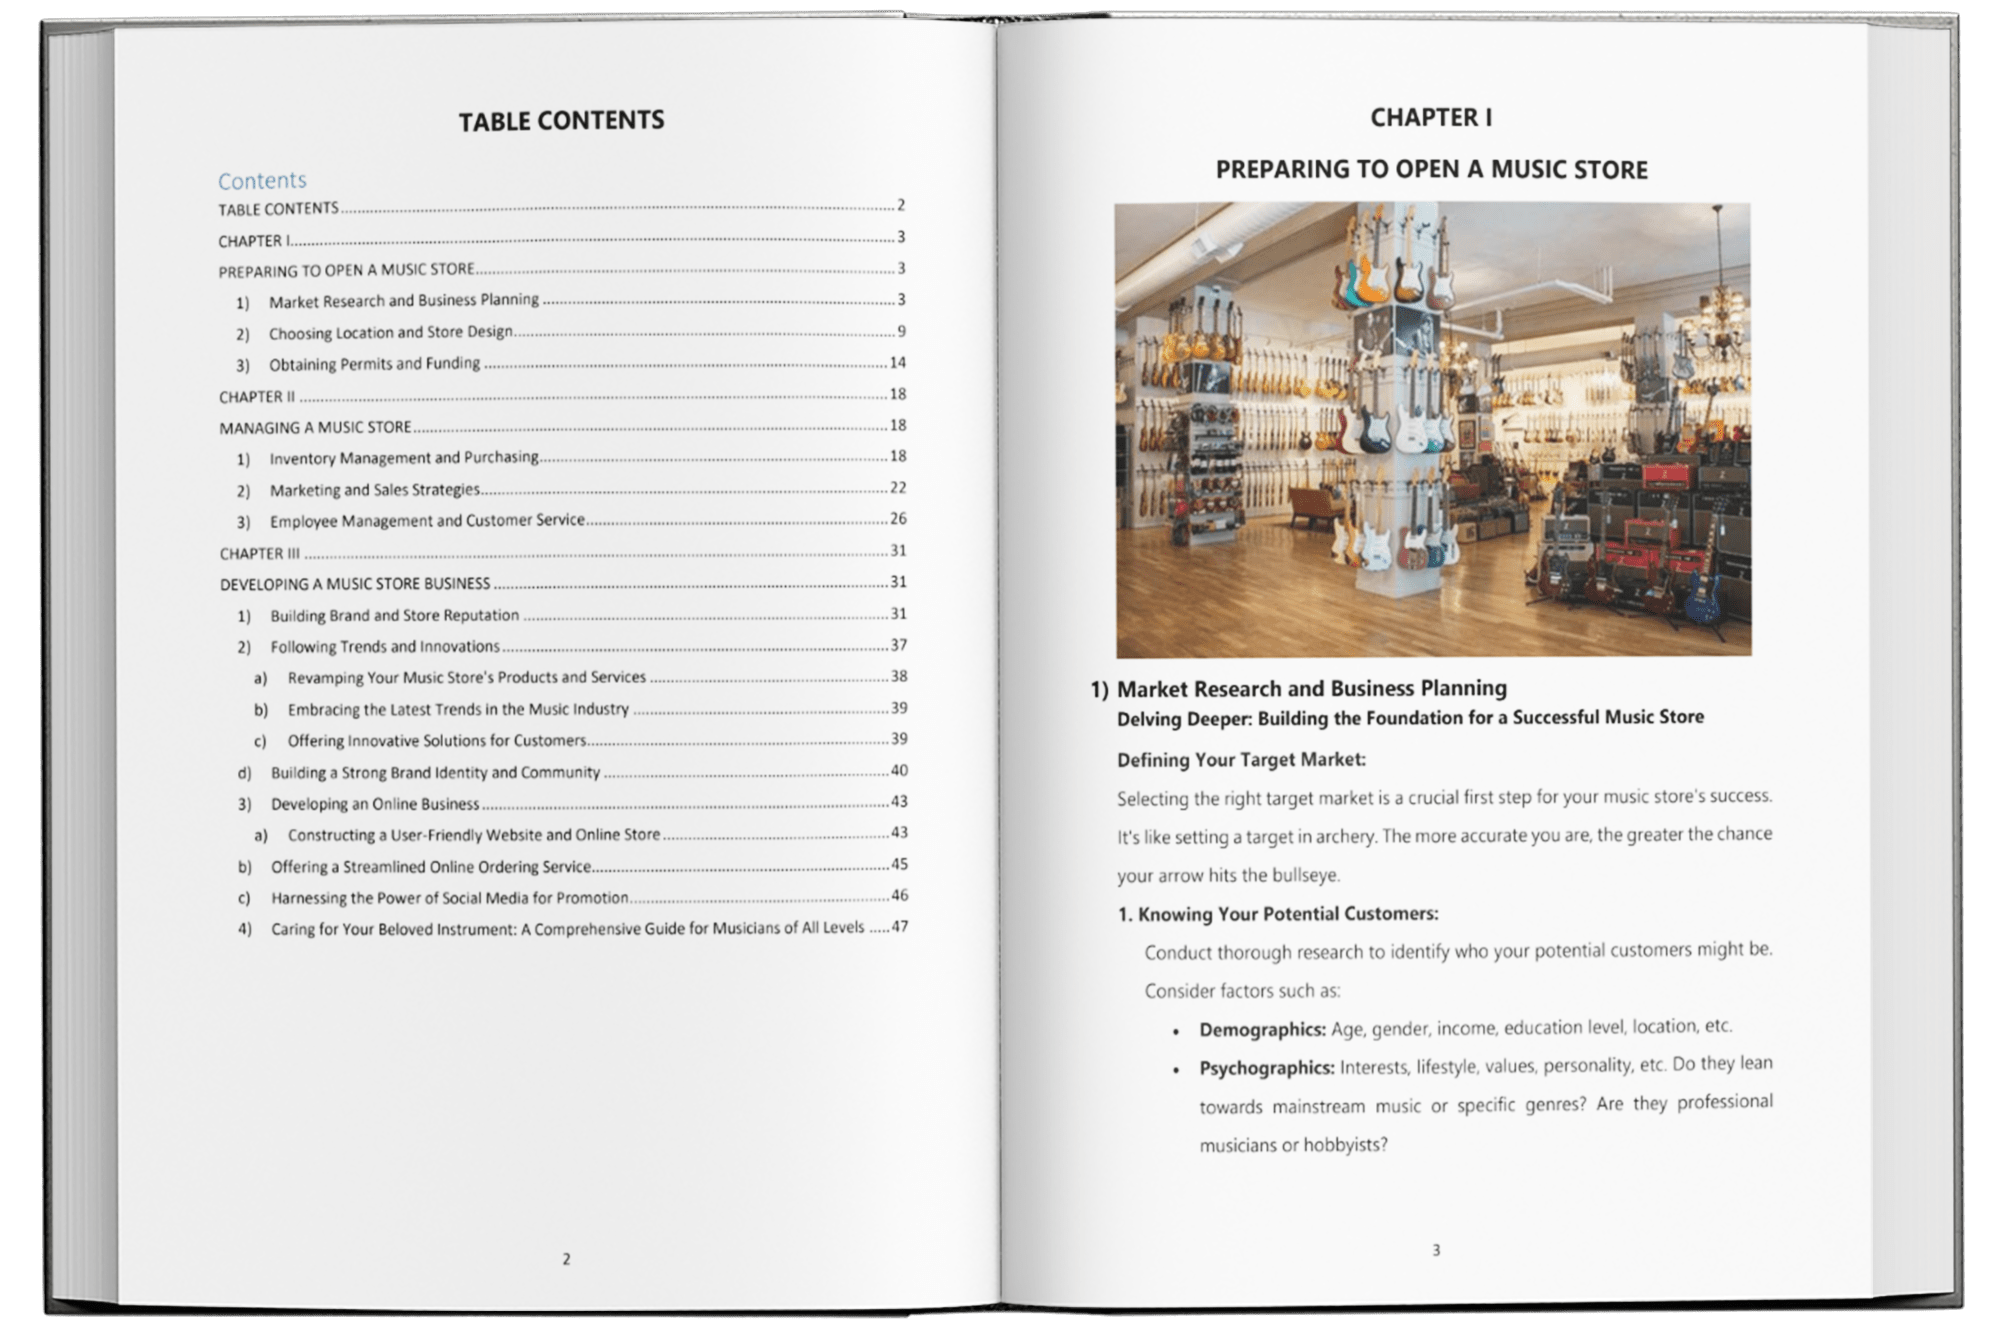 TABLE CONTENTS
Contents
TABLE CONTENTS 2
CHAPTER I 3
PREPARING TO OPEN A MUSIC STORE 3
1) Market Research and Business Planning 3
2) Choosing Location and Store Design 9
3) Obtaining Permits and Funding 14
CHAPTER II 18
MANAGING A MUSIC STORE 18
1) Inventory Management and Purchasing 18
2) Marketing and Sales Strategies 22
3) Employee Management and Customer Service 26
CHAPTER III 31
DEVELOPING A MUSIC STORE BUSINESS 31
1) Building Brand and Store Reputation 31
2) Following Trends and Innovations 37
a) Revamping Your Music Store's Products and Services 38
b) Embracing the Latest Trends in the Music Industry 39
c) Offering Innovative Solutions for Customers 39
d) Building a Strong Brand Identity and Community 40
3) Developing an Online Business 43
a) Constructing a User-Friendly Website and Online Store 43
b) Offering a Streamlined Online Ordering Service 45
c) Harnessing the Power of Social Media for Promotion 46
4) Caring for Your Beloved Instrument: A Comprehensive Guide for Musicians of All Levels 47
2
CHAPTER I
PREPARING TO OPEN A MUSIC STORE
1) Market Research and Business Planning
Delving Deeper: Building the Foundation for a Successful Music Store
Defining Your Target Market:
Selecting the right target market is a crucial first step for your music store's success.
It's like setting a target in archery. The more accurate you are, the greater the chance
your arrow hits the bullseye.
1. Knowing Your Potential Customers:
Conduct thorough research to identify who your potential customers might be.
Consider factors such as:
• Demographics: Age, gender, income, education level, location, etc.
• Psychographics: Interests, lifestyle, values, personality, etc. Do they lean
towards mainstream music or specific genres? Are they professional
musicians or hobbyists?
3